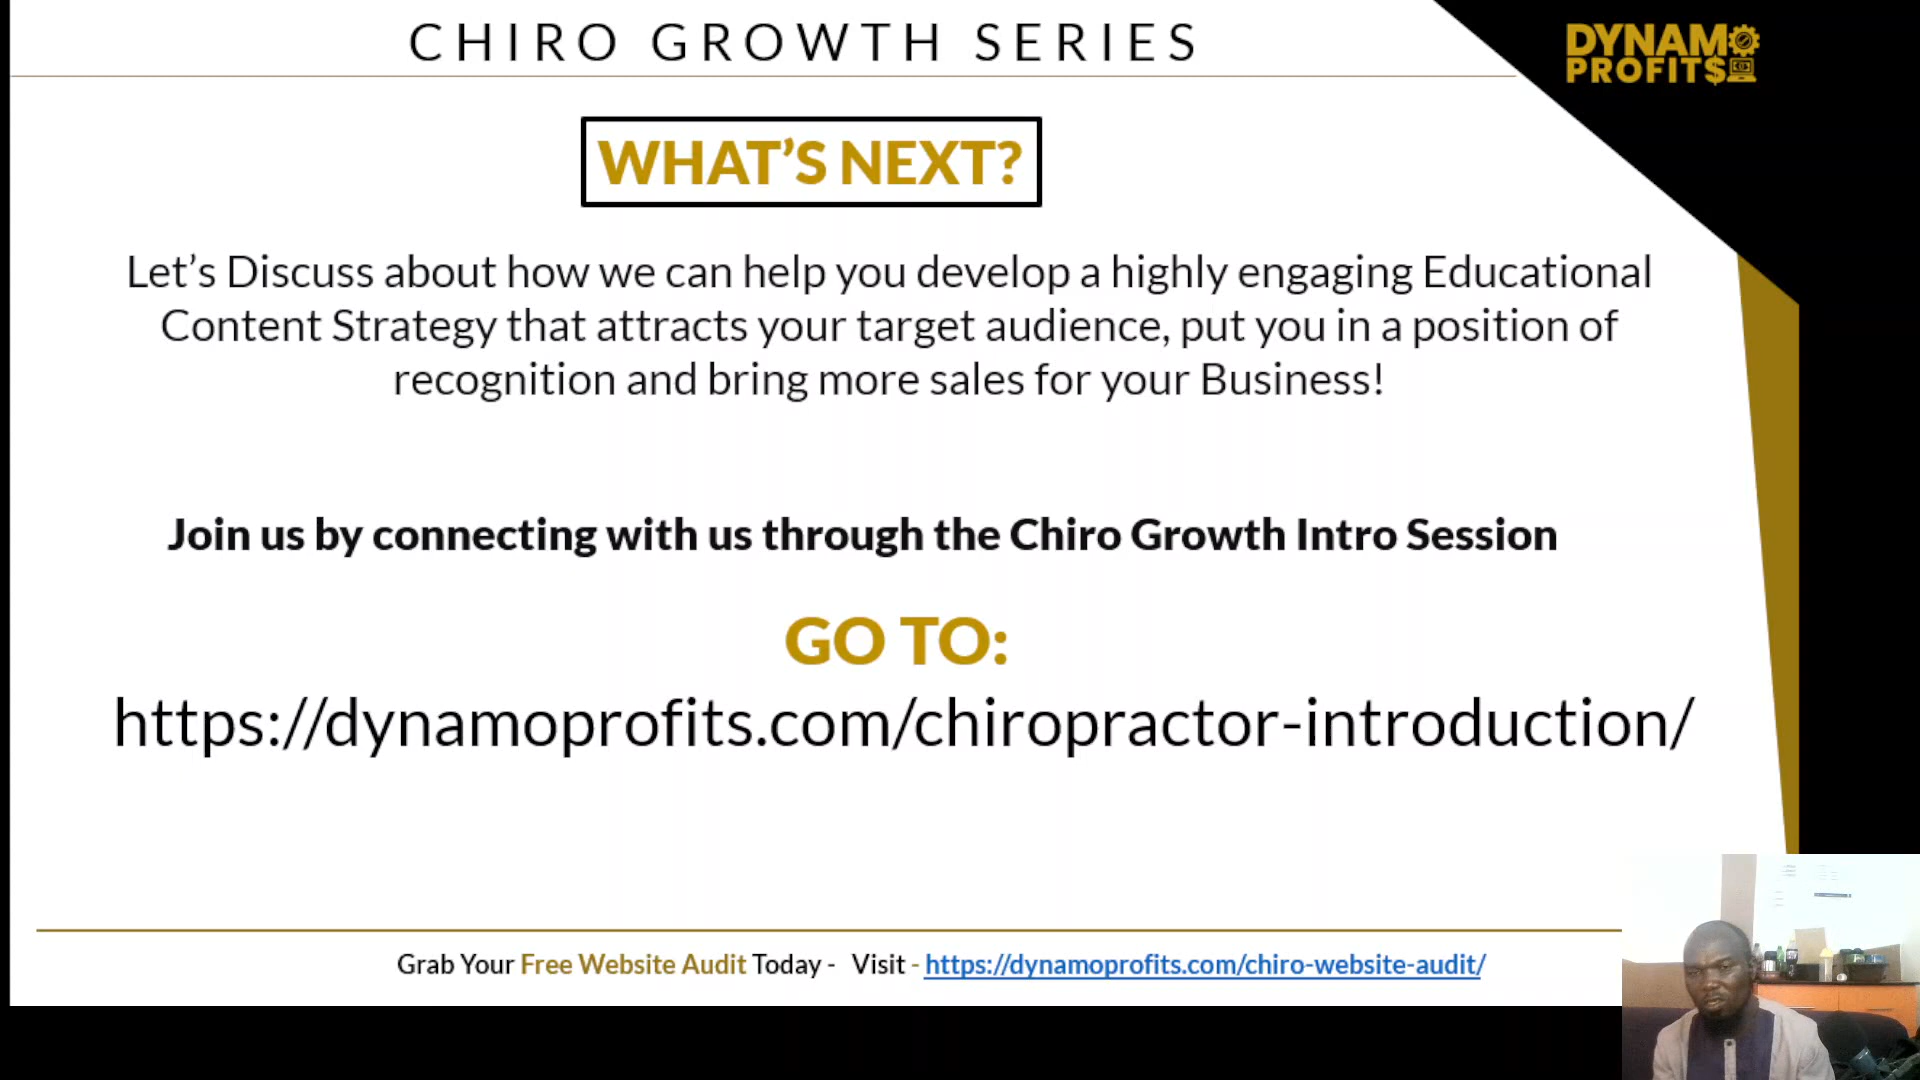 CHIRO GROWTH SERIES
DYNAMO
PROFIT$
WHAT’S NEXT?
Let’s Discuss about how we can help you develop a highly engaging Educational
Content Strategy that attracts your target audience, put you in a position of
recognition and bring more sales for your Business!
Join us by connecting with us through the Chiro Growth Intro Session
GO TO:
https://dynamoprofits.com/chiropractor-introduction/
Grab Your Free Website Audit Today - Visit - https://dynamoprofits.com/chiro-website-audit/